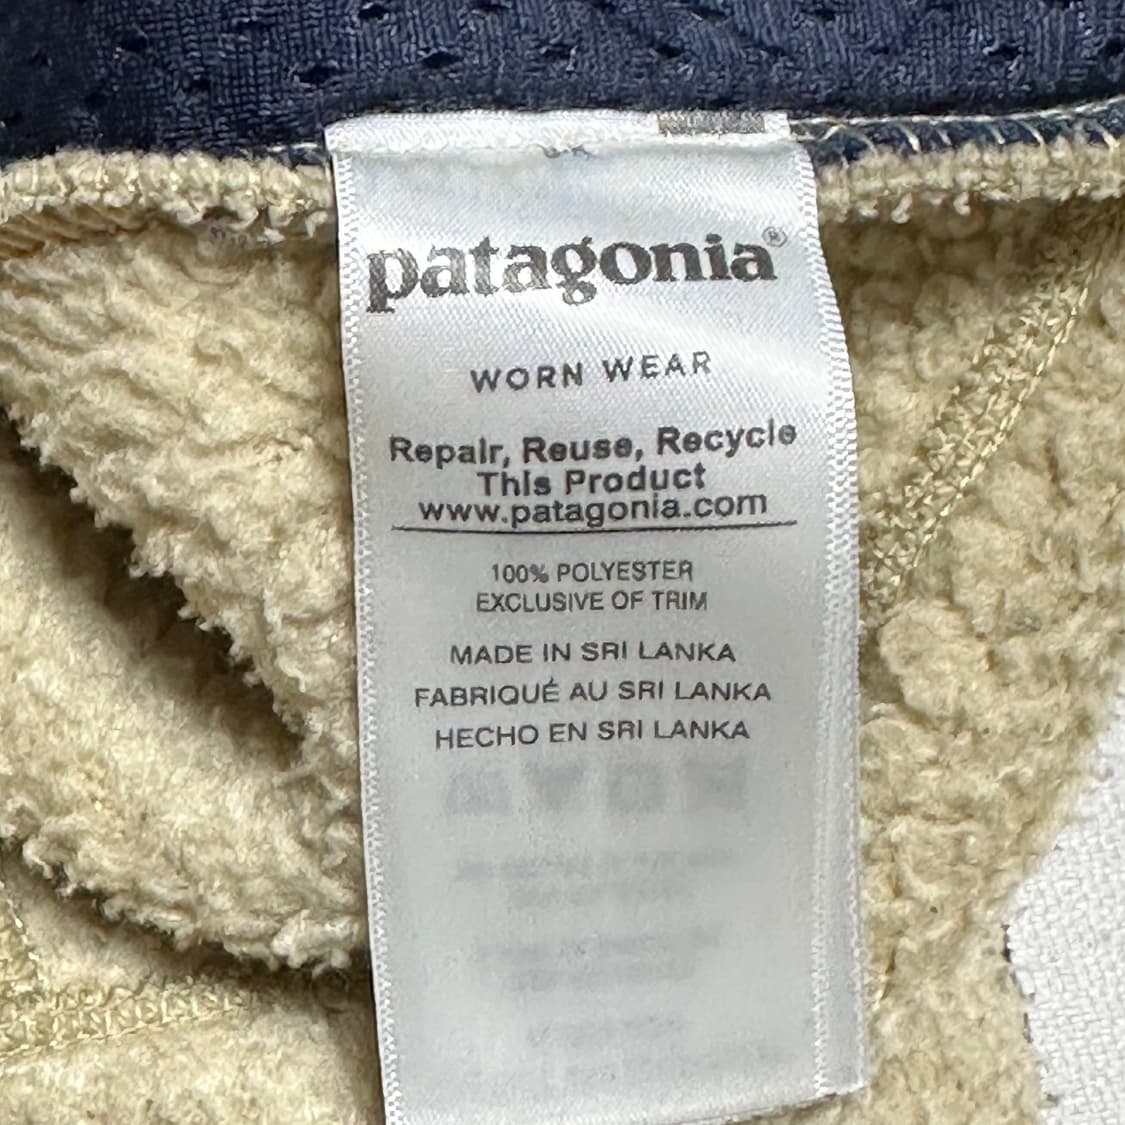 patagonia®
WORN WEAR
Repair, Reuse, Recycle
This Product
www.patagonia.com
100% POLYESTER
EXCLUSIVE OF TRIM
MADE IN SRI LANKA
FABRIQUÉ AU SRI LANKA
HECHO EN SRI LANKA